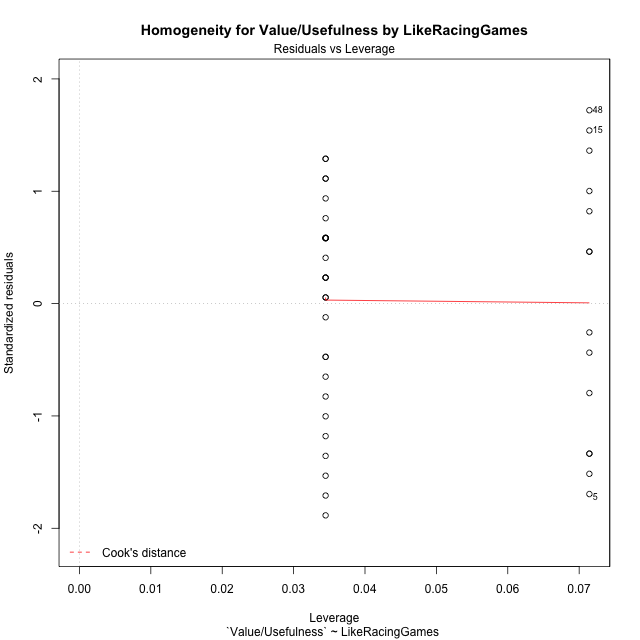 Homogeneity for Value/Usefulness by LikeRacingGames
Residuals vs Leverage
2
1
0
-1
-2
Standardized residuals
48
15
5
Cook's distance
0.00 0.01 0.02 0.03 0.04 0.05 0.06 0.07
Leverage
`Value/Usefulness` ~ LikeRacingGames